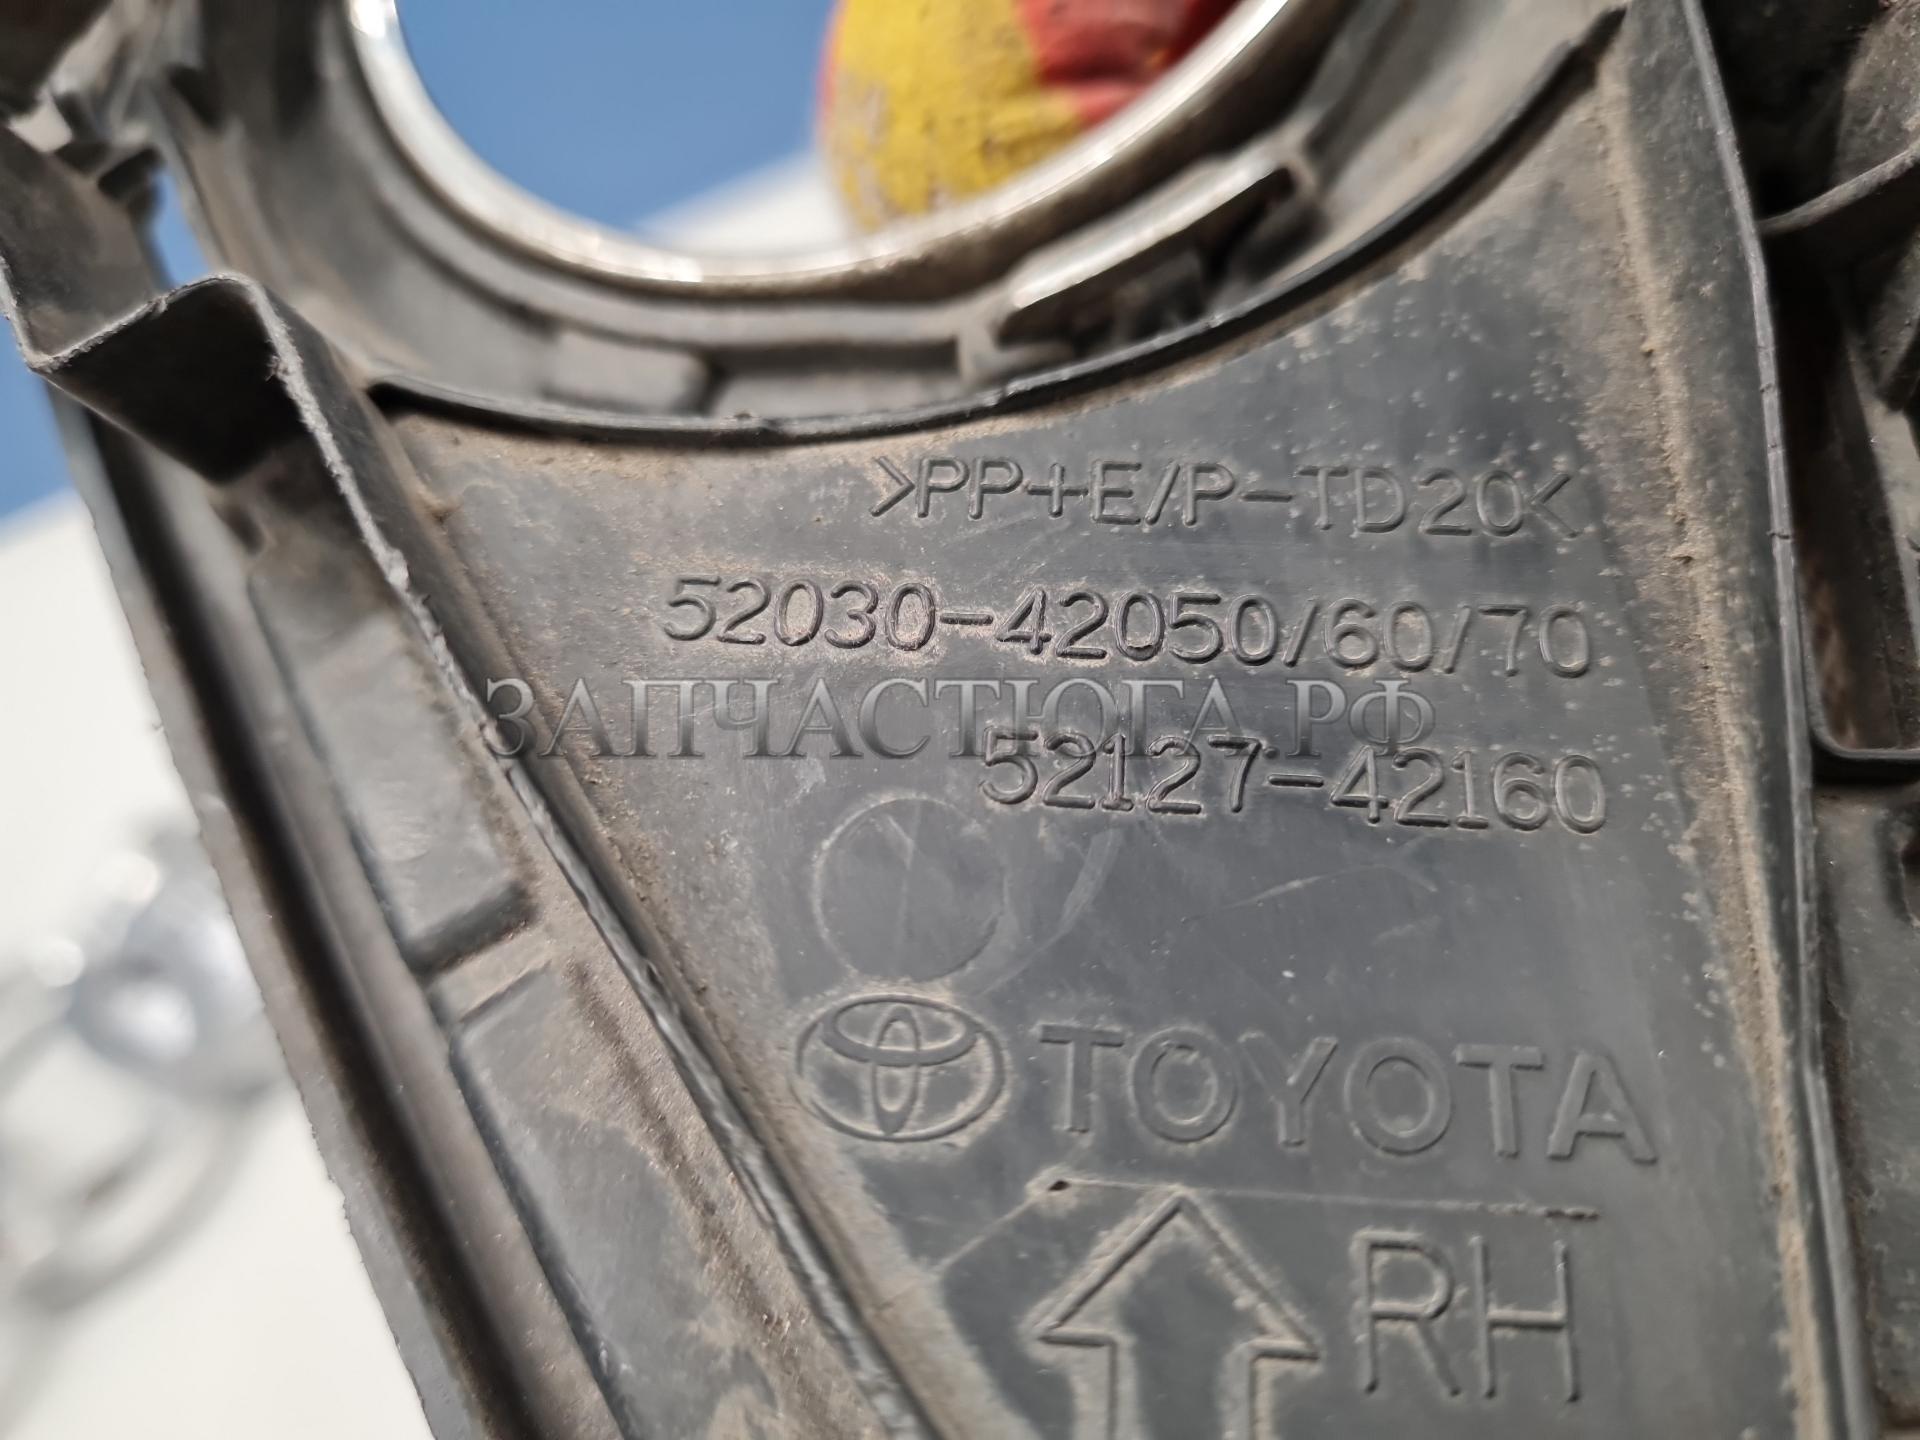 >PP+E/P-TD20<
52030-42050/60/70
ЗАПЧАСТЮГА.РФ
52127-42160
TOYOTA
RH